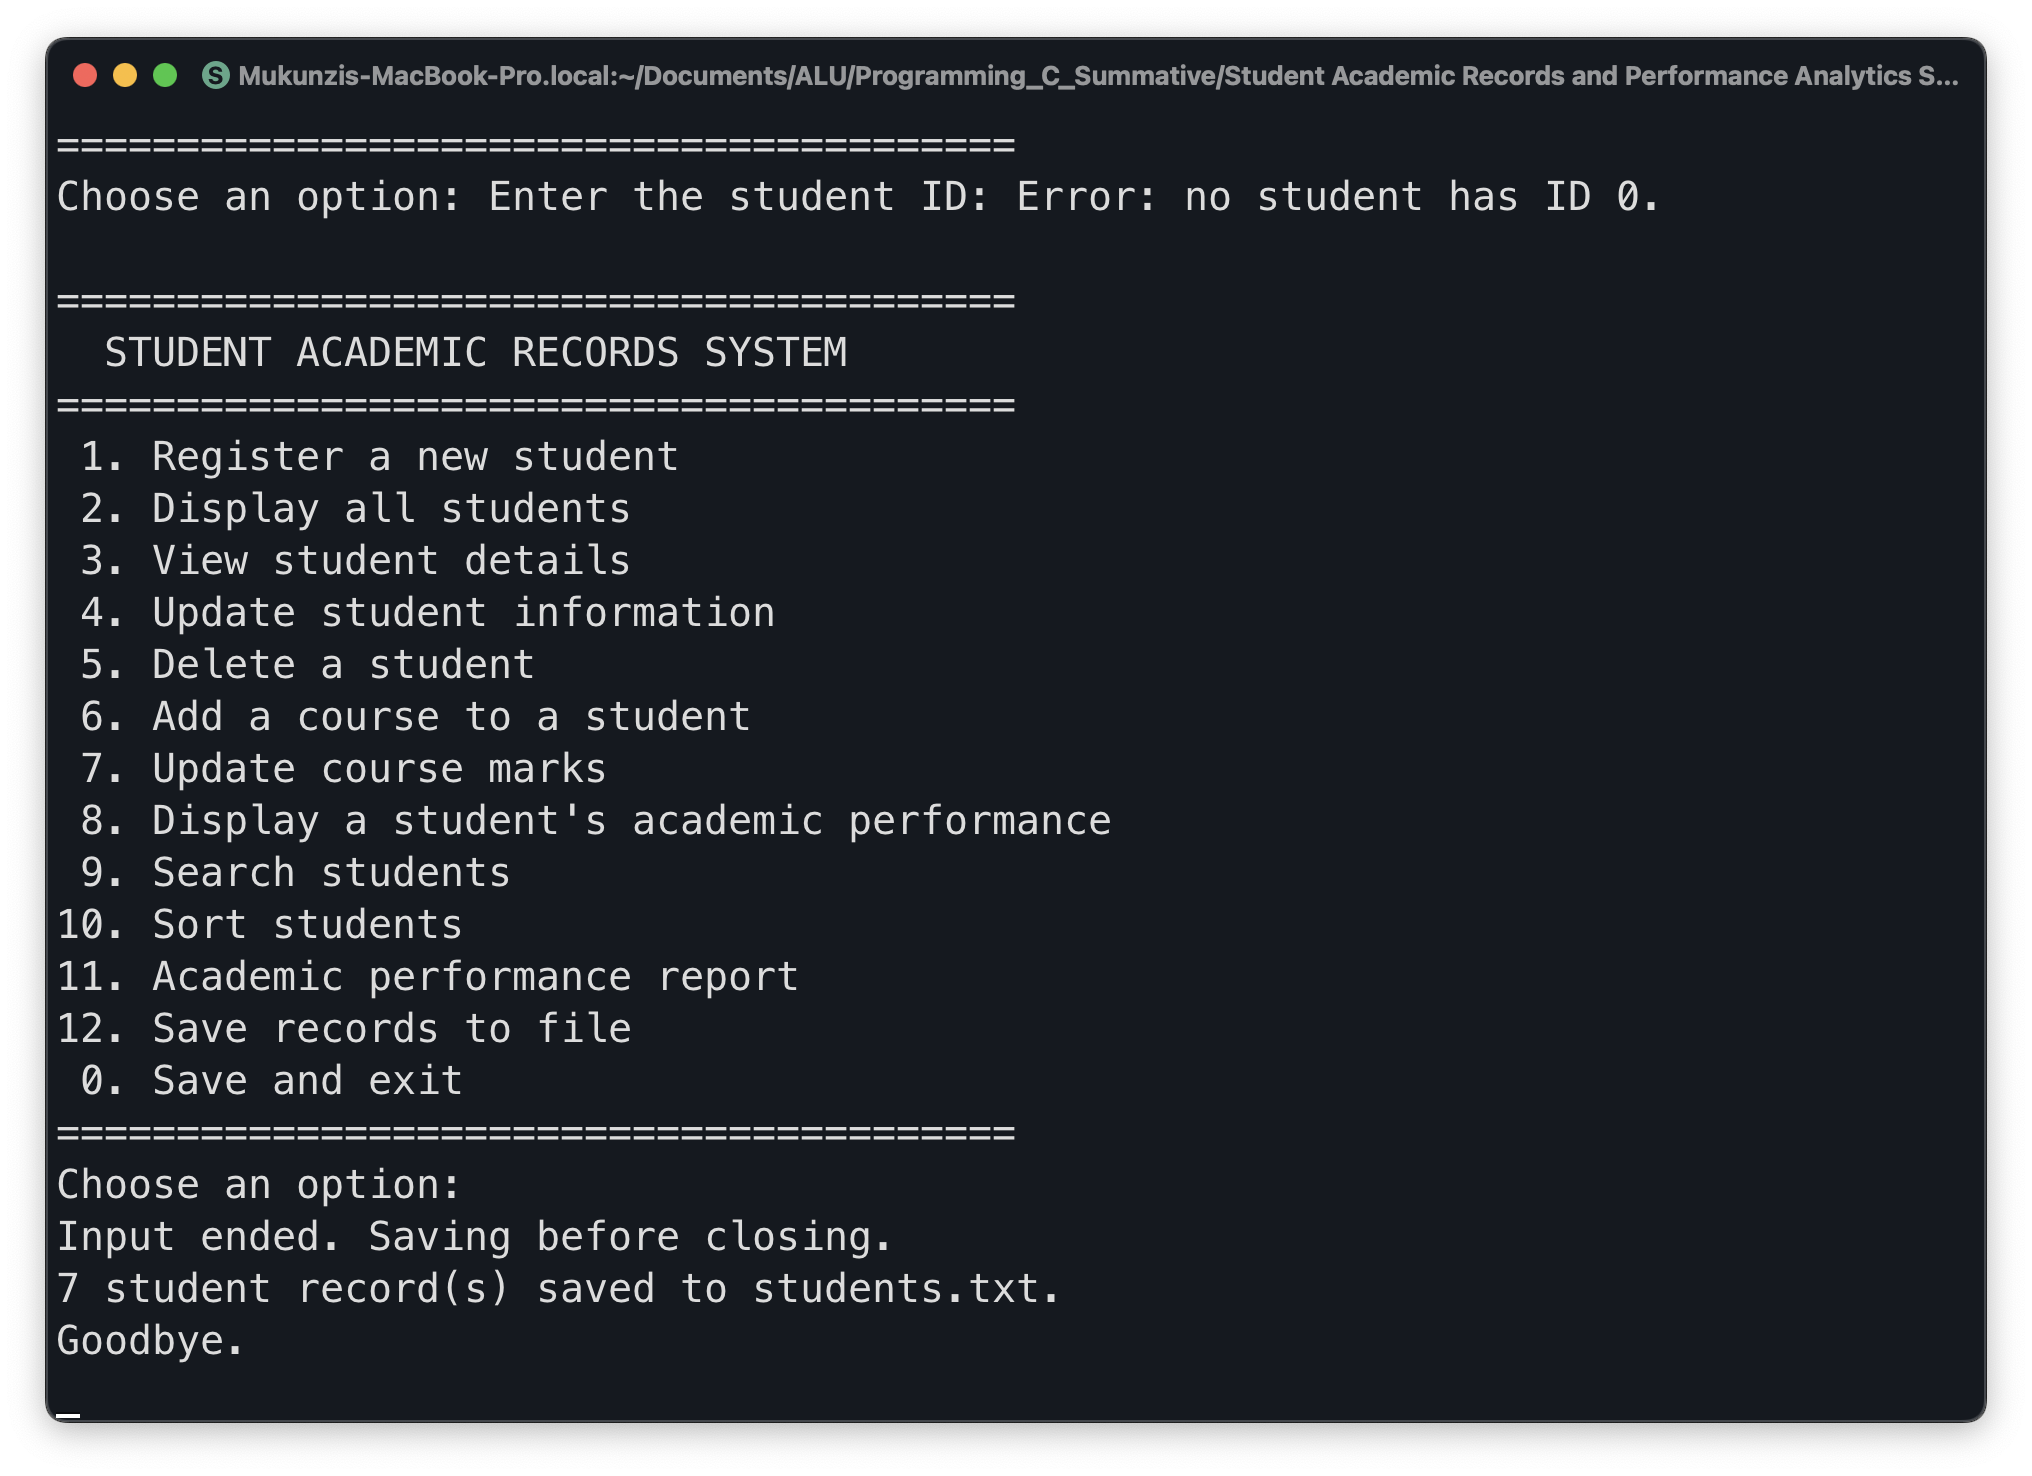 S Mukunzis-MacBook-Pro.local:~/Documents/ALU/Programming_C_Summative/Student Academic Records and Performance Analytics S...
========================================
Choose an option: Enter the student ID: Error: no student has ID 0.
========================================
  STUDENT ACADEMIC RECORDS SYSTEM
========================================
 1. Register a new student
 2. Display all students
 3. View student details
 4. Update student information
 5. Delete a student
 6. Add a course to a student
 7. Update course marks
 8. Display a student's academic performance
 9. Search students
10. Sort students
11. Academic performance report
12. Save records to file
 0. Save and exit
========================================
Choose an option:
Input ended. Saving before closing.
7 student record(s) saved to students.txt.
Goodbye.